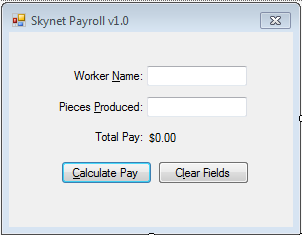 Skynet Payroll v1.0
Worker Name:
Pieces Produced:
Total Pay: $0.00
Calculate Pay Clear Fields